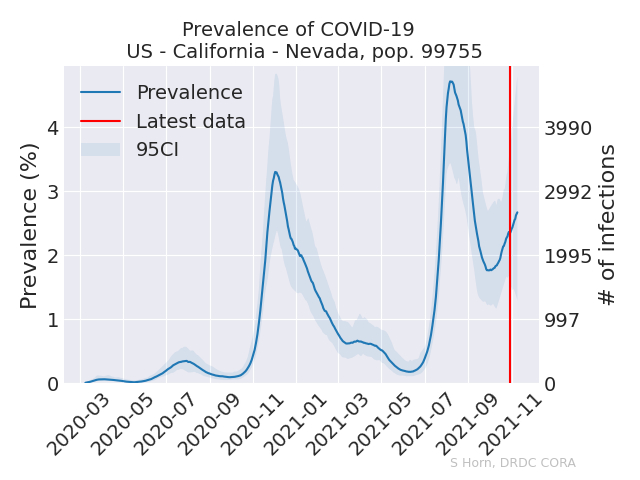 Prevalence of COVID-19
US - California - Nevada, pop. 99755
Prevalence
Latest data
95CI
Prevalence (%)
4
3
2
1
0
3990
2992
1995
997
0
# of infections
2020-03
2020-05
2020-07
2020-09
2020-11
2021-01
2021-03
2021-05
2021-07
2021-09
2021-11
S Horn, DRDC CORA